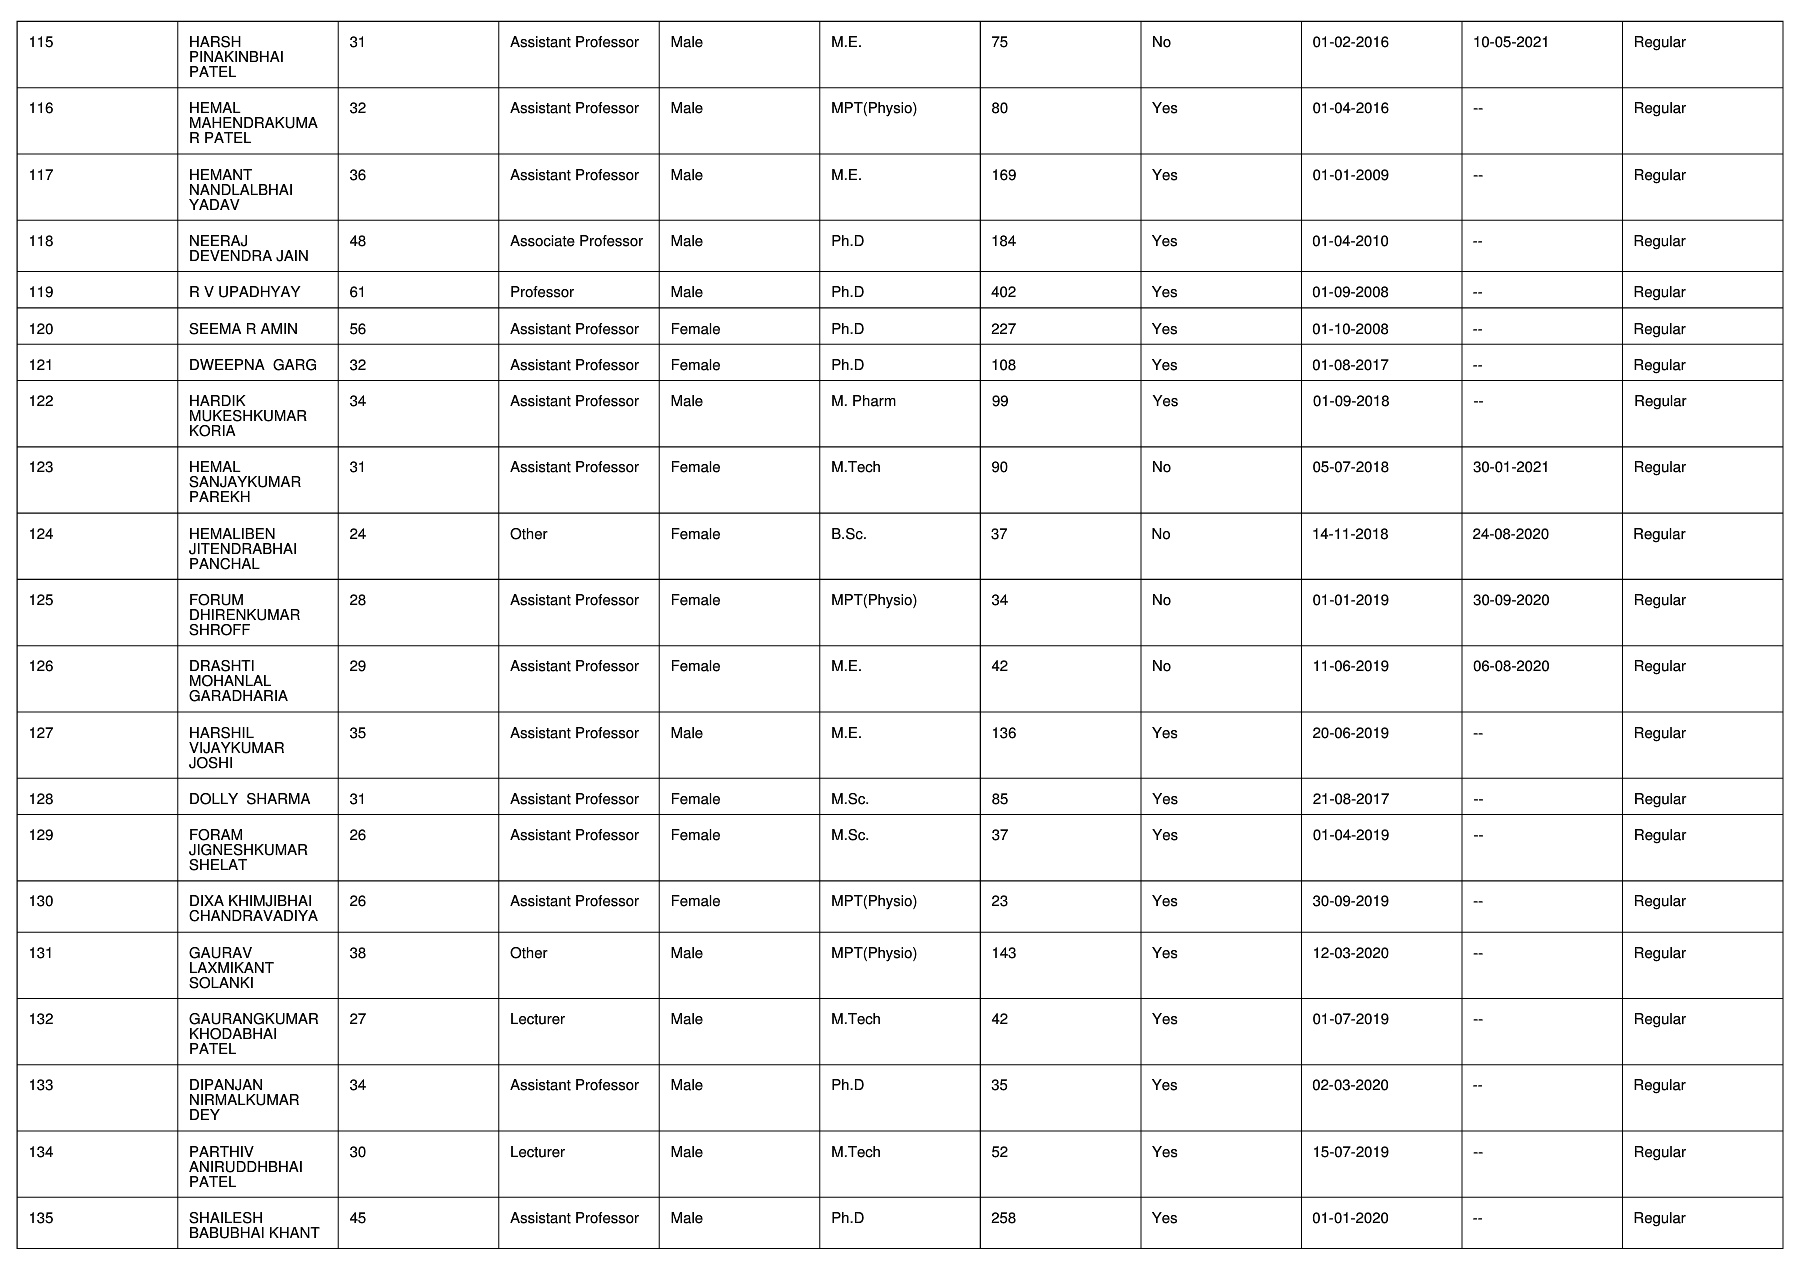 115 HARSH 31 Assistant Professor Male M.E. 75 No 01-02-2016 10-05-2021 Regular
PINAKINBHAI
PATEL
116 HEMAL 32 Assistant Professor Male MPT(Physio) 80 Yes 01-04-2016 -- Regular
MAHENDRAKUMA
R PATEL
117 HEMANT 36 Assistant Professor Male M.E. 169 Yes 01-01-2009 -- Regular
NANDLALBHAI
YADAV
118 NEERAJ 48 Associate Professor Male Ph.D 184 Yes 01-04-2010 -- Regular
DEVENDRA JAIN
119 R V UPADHYAY 61 Professor Male Ph.D 402 Yes 01-09-2008 -- Regular
120 SEEMA R AMIN 56 Assistant Professor Female Ph.D 227 Yes 01-10-2008 -- Regular
121 DWEEPNA GARG 32 Assistant Professor Female Ph.D 108 Yes 01-08-2017 -- Regular
122 HARDIK 34 Assistant Professor Male M. Pharm 99 Yes 01-09-2018 -- Regular
MUKESHKUMAR
KORIA
123 HEMAL 31 Assistant Professor Female M.Tech 90 No 05-07-2018 30-01-2021 Regular
SANJAYKUMAR
PAREKH
124 HEMALIBEN 24 Other Female B.Sc. 37 No 14-11-2018 24-08-2020 Regular
JITENDRABHAI
PANCHAL
125 FORUM 28 Assistant Professor Female MPT(Physio) 34 No 01-01-2019 30-09-2020 Regular
DHIRENKUMAR
SHROFF
126 DRASHTI 29 Assistant Professor Female M.E. 42 No 11-06-2019 06-08-2020 Regular
MOHANLAL
GARADHARIA
127 HARSHIL 35 Assistant Professor Male M.E. 136 Yes 20-06-2019 -- Regular
VIJAYKUMAR
JOSHI
128 DOLLY SHARMA 31 Assistant Professor Female M.Sc. 85 Yes 21-08-2017 -- Regular
129 FORAM 26 Assistant Professor Female M.Sc. 37 Yes 01-04-2019 -- Regular
JIGNESHKUMAR
SHELAT
130 DIXA KHIMJIBHAI 26 Assistant Professor Female MPT(Physio) 23 Yes 30-09-2019 -- Regular
CHANDRAVADIYA
131 GAURAV 38 Other Male MPT(Physio) 143 Yes 12-03-2020 -- Regular
LAXMIKANT
SOLANKI
132 GAURANGKUMAR 27 Lecturer Male M.Tech 42 Yes 01-07-2019 -- Regular
KHODABHAI
PATEL
133 DIPANJAN 34 Assistant Professor Male Ph.D 35 Yes 02-03-2020 -- Regular
NIRMALKUMAR
DEY
134 PARTHIV 30 Lecturer Male M.Tech 52 Yes 15-07-2019 -- Regular
ANIRUDDHBHAI
PATEL
135 SHAILESH 45 Assistant Professor Male Ph.D 258 Yes 01-01-2020 -- Regular
BABUBHAI KHANT